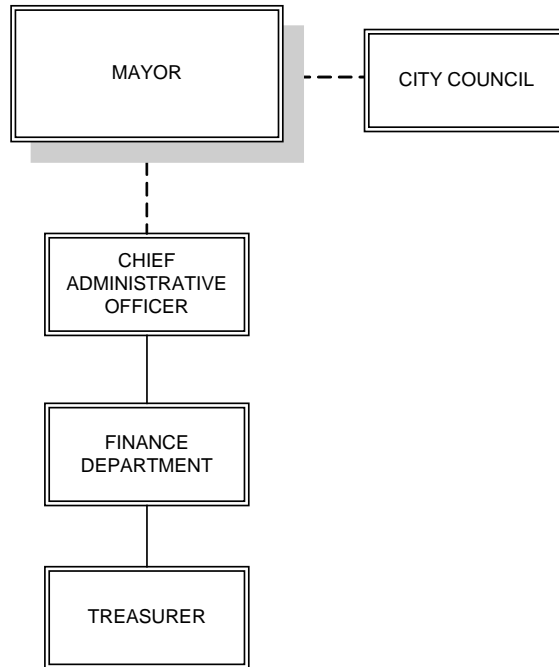 MAYOR
CITY COUNCIL
CHIEF
ADMINISTRATIVE
OFFICER
FINANCE
DEPARTMENT
TREASURER